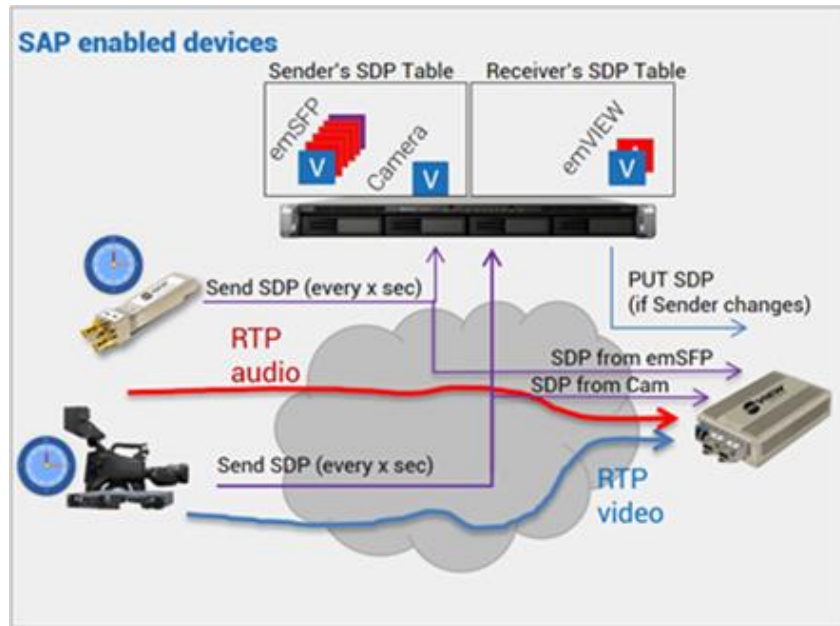 SAP enabled devices
Sender's SDP Table
Receiver's SDP Table
emSFP
Camera
emVIEW
V
V
V
Send SDP (every x sec)
PUT SDP
(if Sender changes)
RTP
audio
SDP from emSFP
SDP from Cam
Send SDP (every x sec)
RTP
video
VIEW